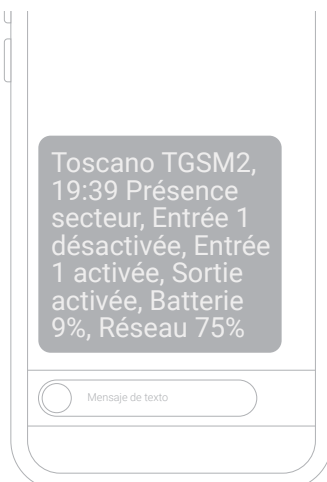 Toscano TGSM2,
19:39 Présence
secteur, Entrée 1
désactivée, Entrée
1 activée, Sortie
activée, Batterie
9%, Réseau 75%
Mensaje de texto